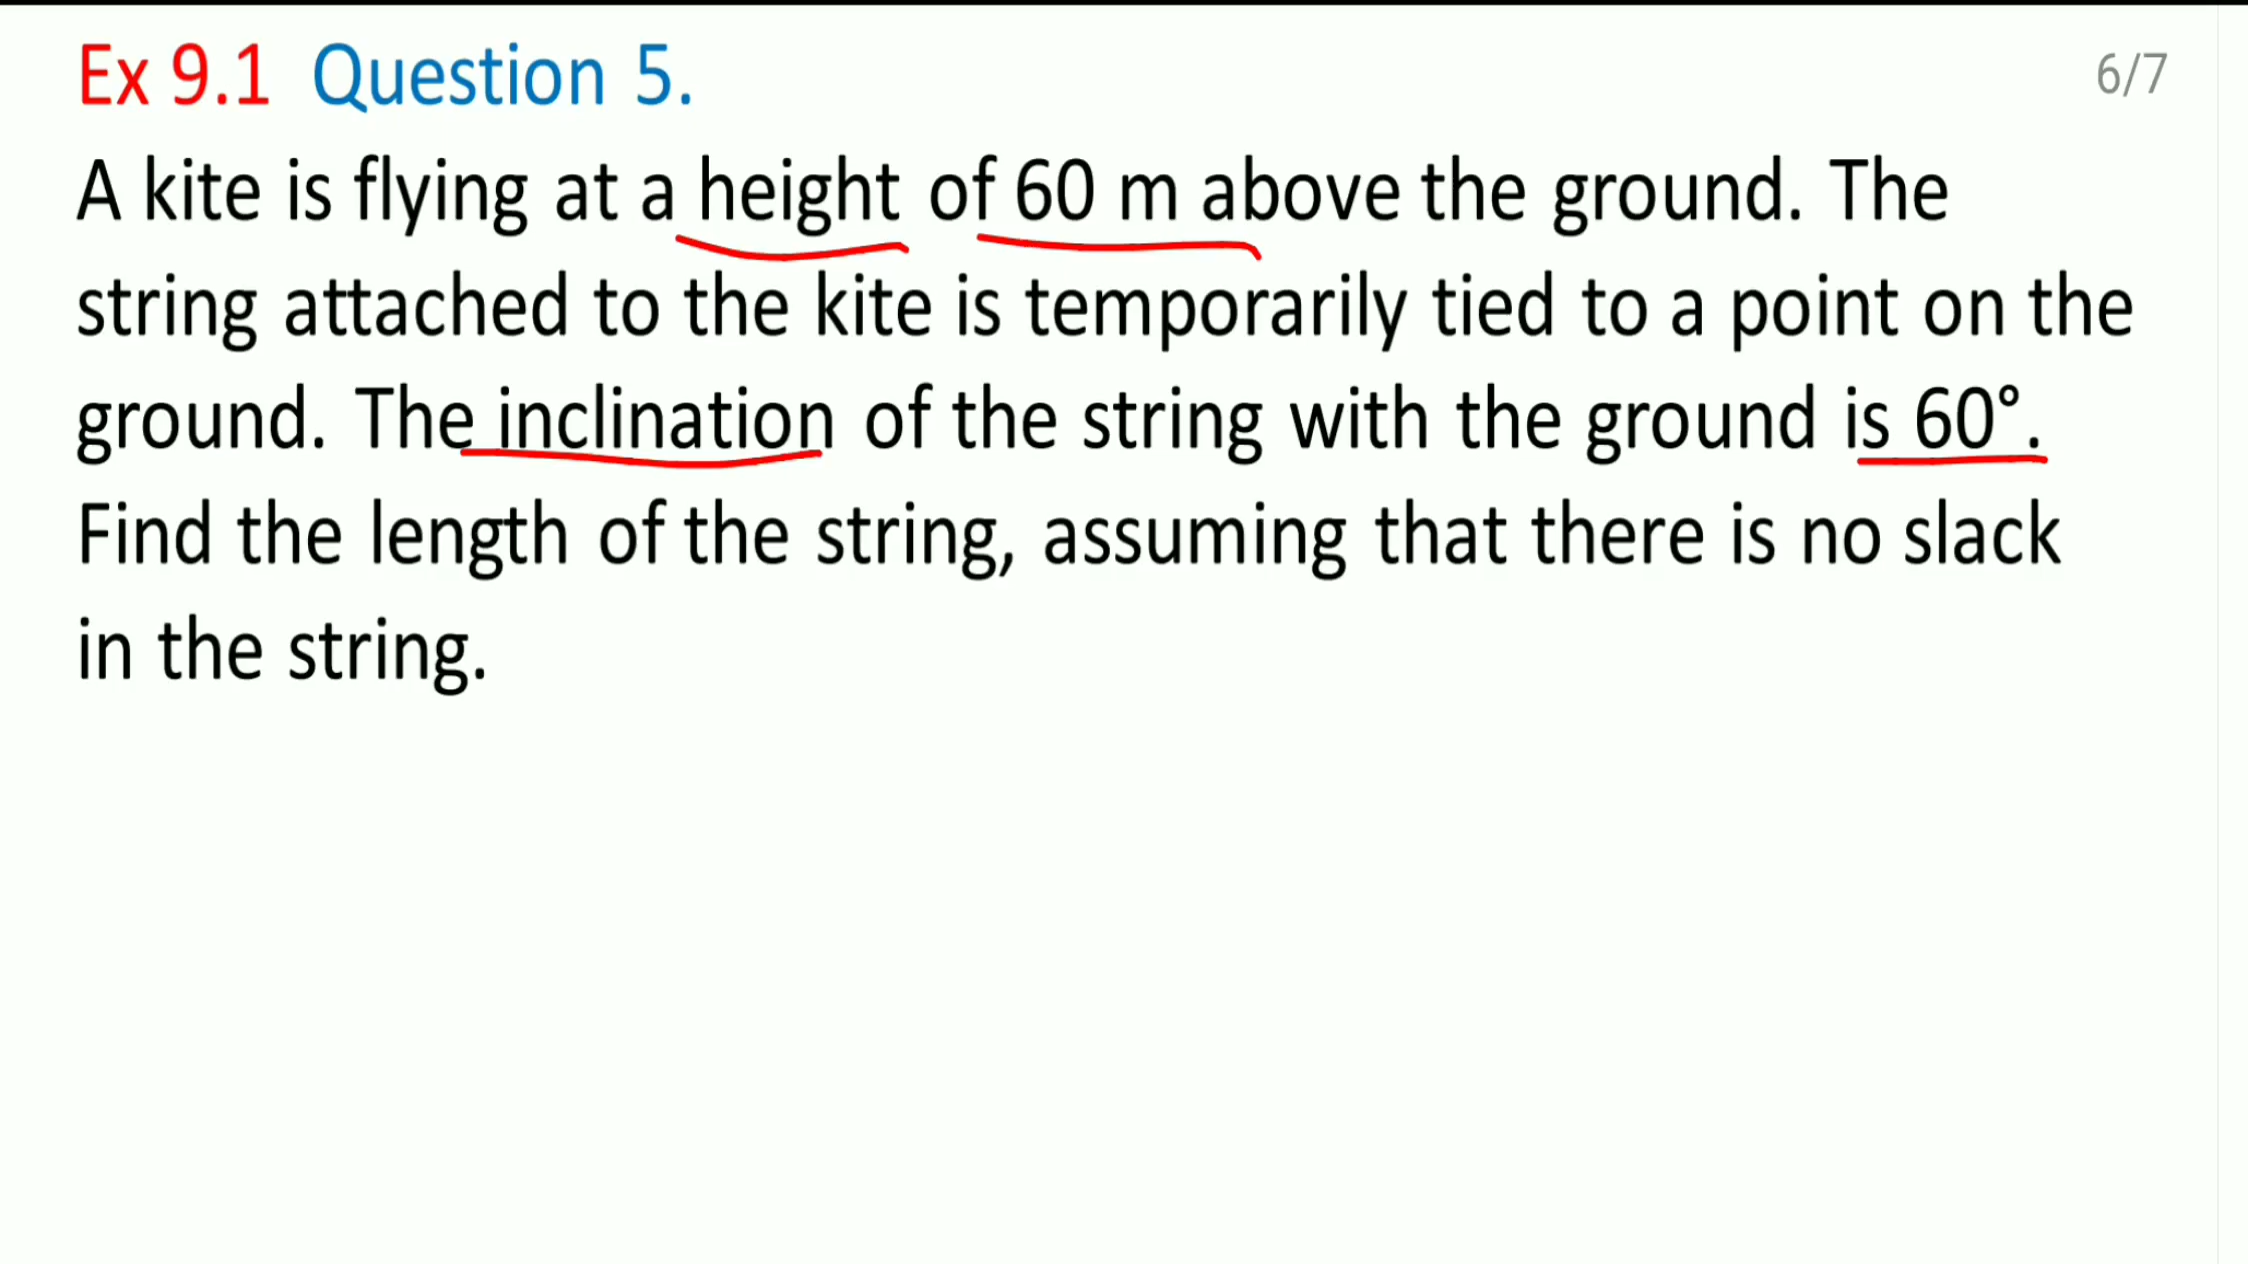 Ex 9.1 Question 5.
6/7
A kite is flying at a height of 60 m above the ground. The
string attached to the kite is temporarily tied to a point on the
ground. The inclination of the string with the ground is 60°.
Find the length of the string, assuming that there is no slack
in the string.